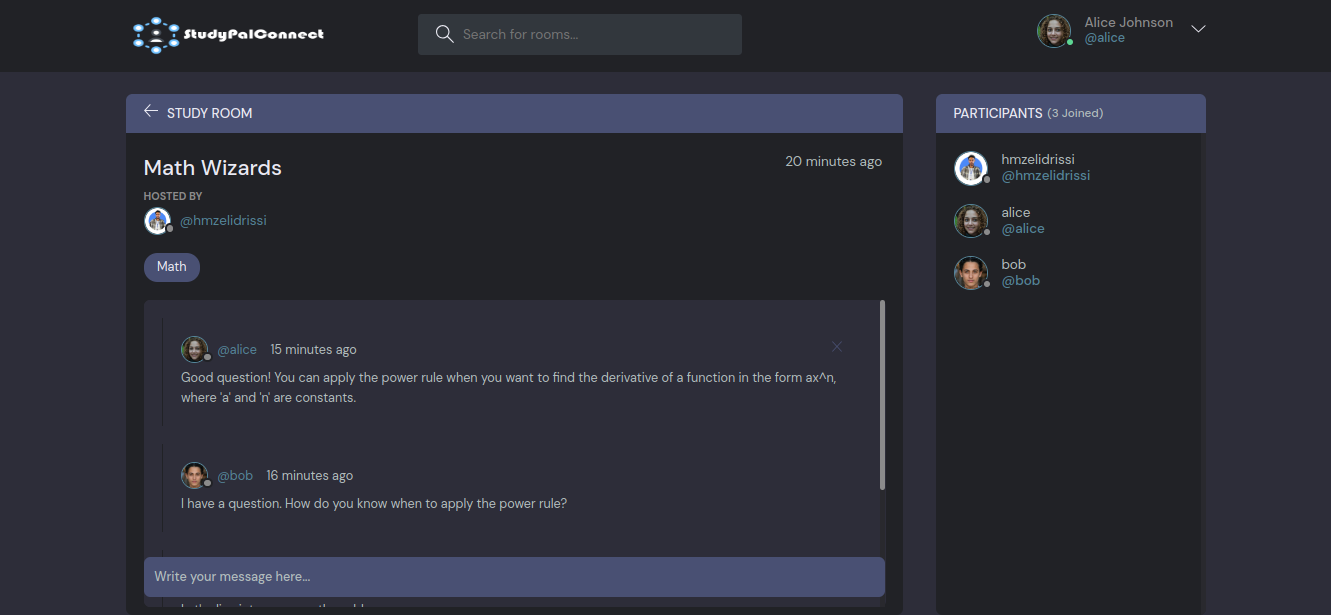 StudyPalConnect
Search for rooms...
Alice Johnson
@alice
STUDY ROOM
Math Wizards
20 minutes ago
HOSTED BY
@hmzelidrissi
Math
@alice 15 minutes ago
Good question! You can apply the power rule when you want to find the derivative of a function in the form ax^n,
where 'a' and 'n' are constants.
@bob 16 minutes ago
I have a question. How do you know when to apply the power rule?
Write your message here...
PARTICIPANTS (3 Joined)
hmzelidrissi
@hmzelidrissi
alice
@alice
bob
@bob